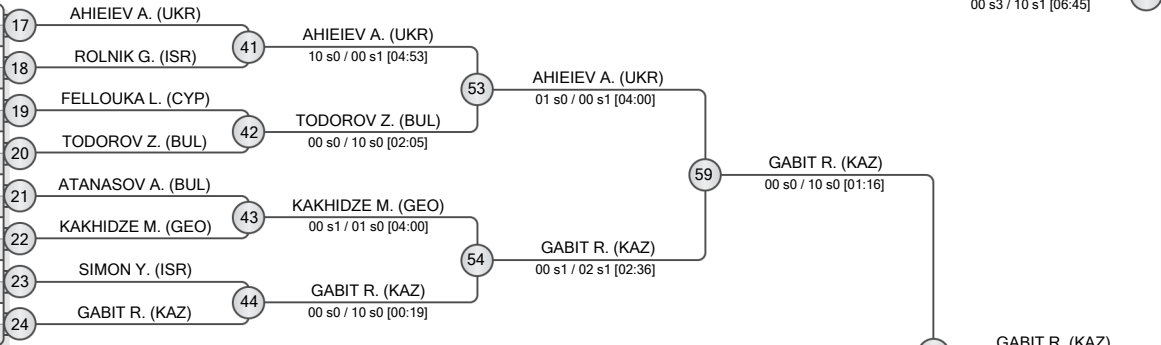 00 s3 / 10 s1 [06:45]
17
AHIEIEV A. (UKR)
41
AHIEIEV A. (UKR)
10 s0 / 00 s1 [04:53]
18
ROLNIK G. (ISR)
53
AHIEIEV A. (UKR)
01 s0 / 00 s1 [04:00]
19
FELLOUKA L. (CYP)
42
TODOROV Z. (BUL)
00 s0 / 10 s0 [02:05]
20
TODOROV Z. (BUL)
59
GABIT R. (KAZ)
00 s0 / 10 s0 [01:16]
21
ATANASOV A. (BUL)
43
KAKHIDZE M. (GEO)
00 s1 / 01 s0 [04:00]
22
KAKHIDZE M. (GEO)
54
GABIT R. (KAZ)
00 s1 / 02 s1 [02:36]
23
SIMON Y. (ISR)
44
GABIT R. (KAZ)
00 s0 / 10 s0 [00:19]
24
GABIT R. (KAZ)
GABIT R. (KAZ)